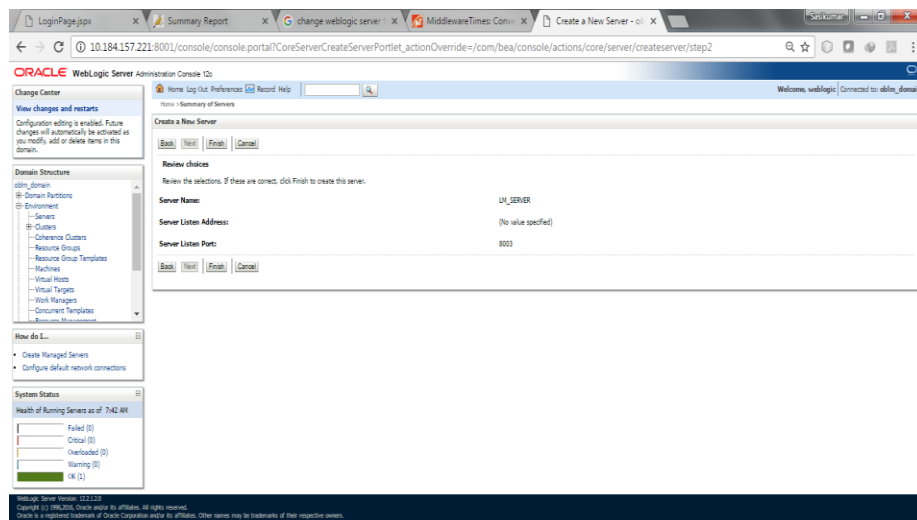 LoginPage.jspx
Summary Report
change weblogic server
MiddlewareTimes: Conve
Create a New Server - ob
Sasikumar
10.184.157.221:8001/console/console.portal?CoreServerCreateServerPortlet_actionOverride=/com/bea/console/actions/core/server/createserver/step2
ORACLE WebLogic Server Administration Console 12c
Change Center
View changes and restarts
Configuration editing is enabled. Future
changes will automatically be activated as
you modify, add or delete items in this
domain.
Domain Structure
oblm_domain
Domain Partitions
Environment
Servers
Clusters
Coherence Clusters
Resource Groups
Resource Group Templates
Machines
Virtual Hosts
Virtual Targets
Work Managers
Concurrent Templates
Resource Management
How do I...
Create Managed Servers
Configure default network connections
System Status
Health of Running Servers as of 7:42 AM
Failed (0)
Critical (0)
Overloaded (0)
Warning (0)
OK (1)
Home Log Out Preferences Record Help
Welcome, weblogic Connected to: oblm_domai
Home >Summary of Servers
Create a New Server
Back Next Finish Cancel
Review choices
Review the selections. If these are correct, click Finish to create this server.
Server Name: LM_SERVER
Server Listen Address: (No value specified)
Server Listen Port: 8003
Back Next Finish Cancel
WebLogic Server Version: 12.2.1.2.0
Copyright (c) 1996,2016, Oracle and/or its affiliates. All rights reserved.
Oracle is a registered trademark of Oracle Corporation and/or its affiliates. Other names may be trademarks of their respective owners.